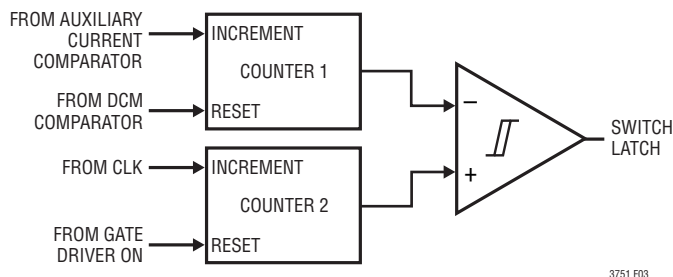 FROM AUXILIARY
CURRENT
COMPARATOR
INCREMENT
COUNTER 1
FROM DCM
COMPARATOR
RESET
−
SWITCH
LATCH
FROM CLK
INCREMENT
+
COUNTER 2
FROM GATE
DRIVER ON
RESET
3751 F03